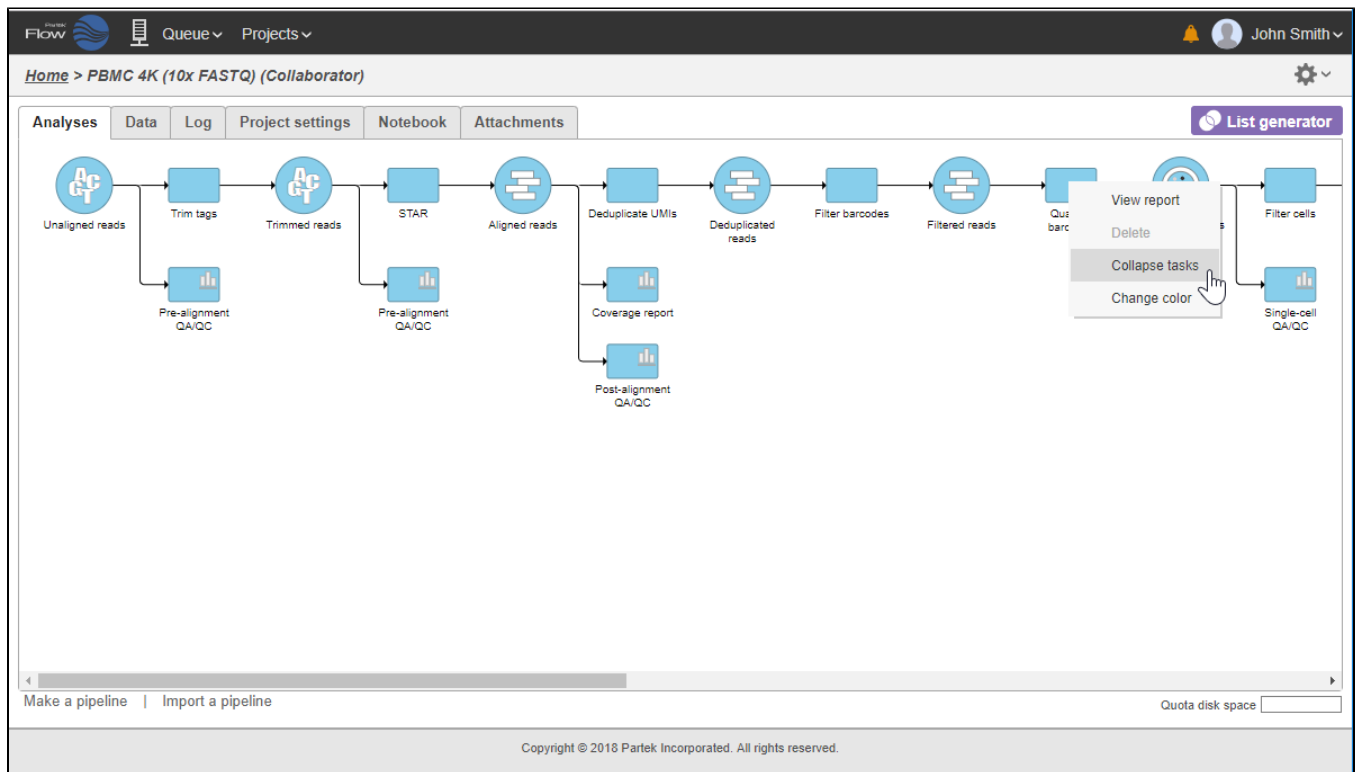 Partek
Flow
Queue
Projects
John Smith
Home > PBMC 4K (10x FASTQ) (Collaborator)
Analyses
Data
Log
Project settings
Notebook
Attachments
List generator
Unaligned reads
Trim tags
Trimmed reads
STAR
Aligned reads
Deduplicate UMIs
Deduplicated
reads
Filter barcodes
Filtered reads
Filter cells
View report
Delete
Collapse tasks
Change color
Pre-alignment
QA/QC
Pre-alignment
QA/QC
Coverage report
Single-cell
QA/QC
Post-alignment
QA/QC
Make a pipeline | Import a pipeline
Quota disk space
Copyright © 2018 Partek Incorporated. All rights reserved.